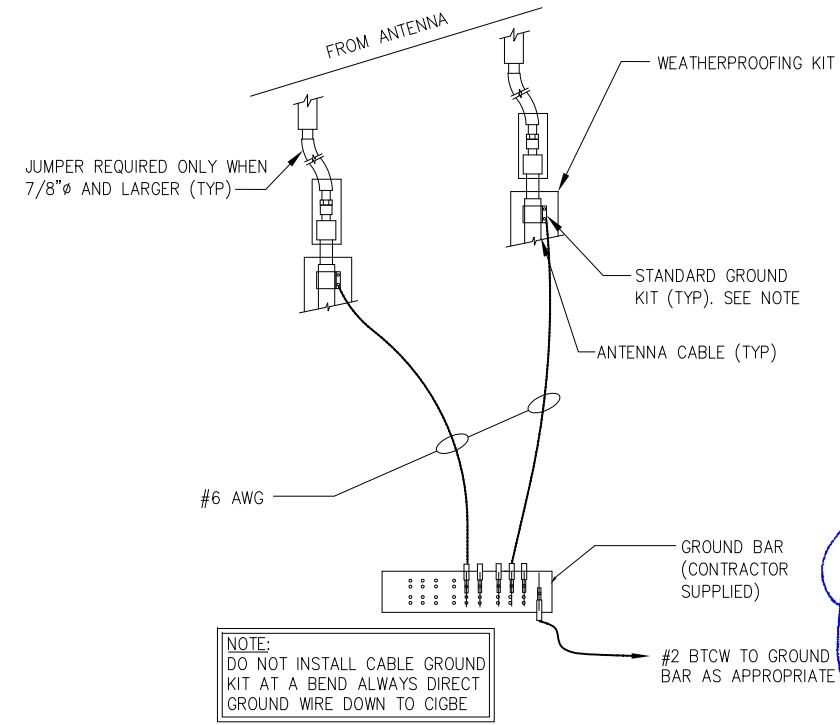 FROM ANTENNA
WEATHERPROOFING KIT
JUMPER REQUIRED ONLY WHEN
7/8"ø AND LARGER (TYP)
STANDARD GROUND
KIT (TYP). SEE NOTE
ANTENNA CABLE (TYP)
#6 AWG
GROUND BAR
(CONTRACTOR
SUPPLIED)
#2 BTCW TO GROUND
BAR AS APPROPRIATE
NOTE:
DO NOT INSTALL CABLE GROUND
KIT AT A BEND ALWAYS DIRECT
GROUND WIRE DOWN TO CIGBE